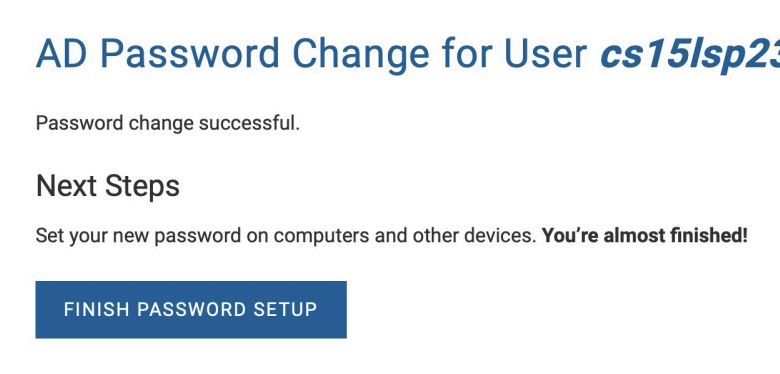 AD Password Change for User cs15lsp23
Password change successful.
Next Steps
Set your new password on computers and other devices. You're almost finished!
FINISH PASSWORD SETUP